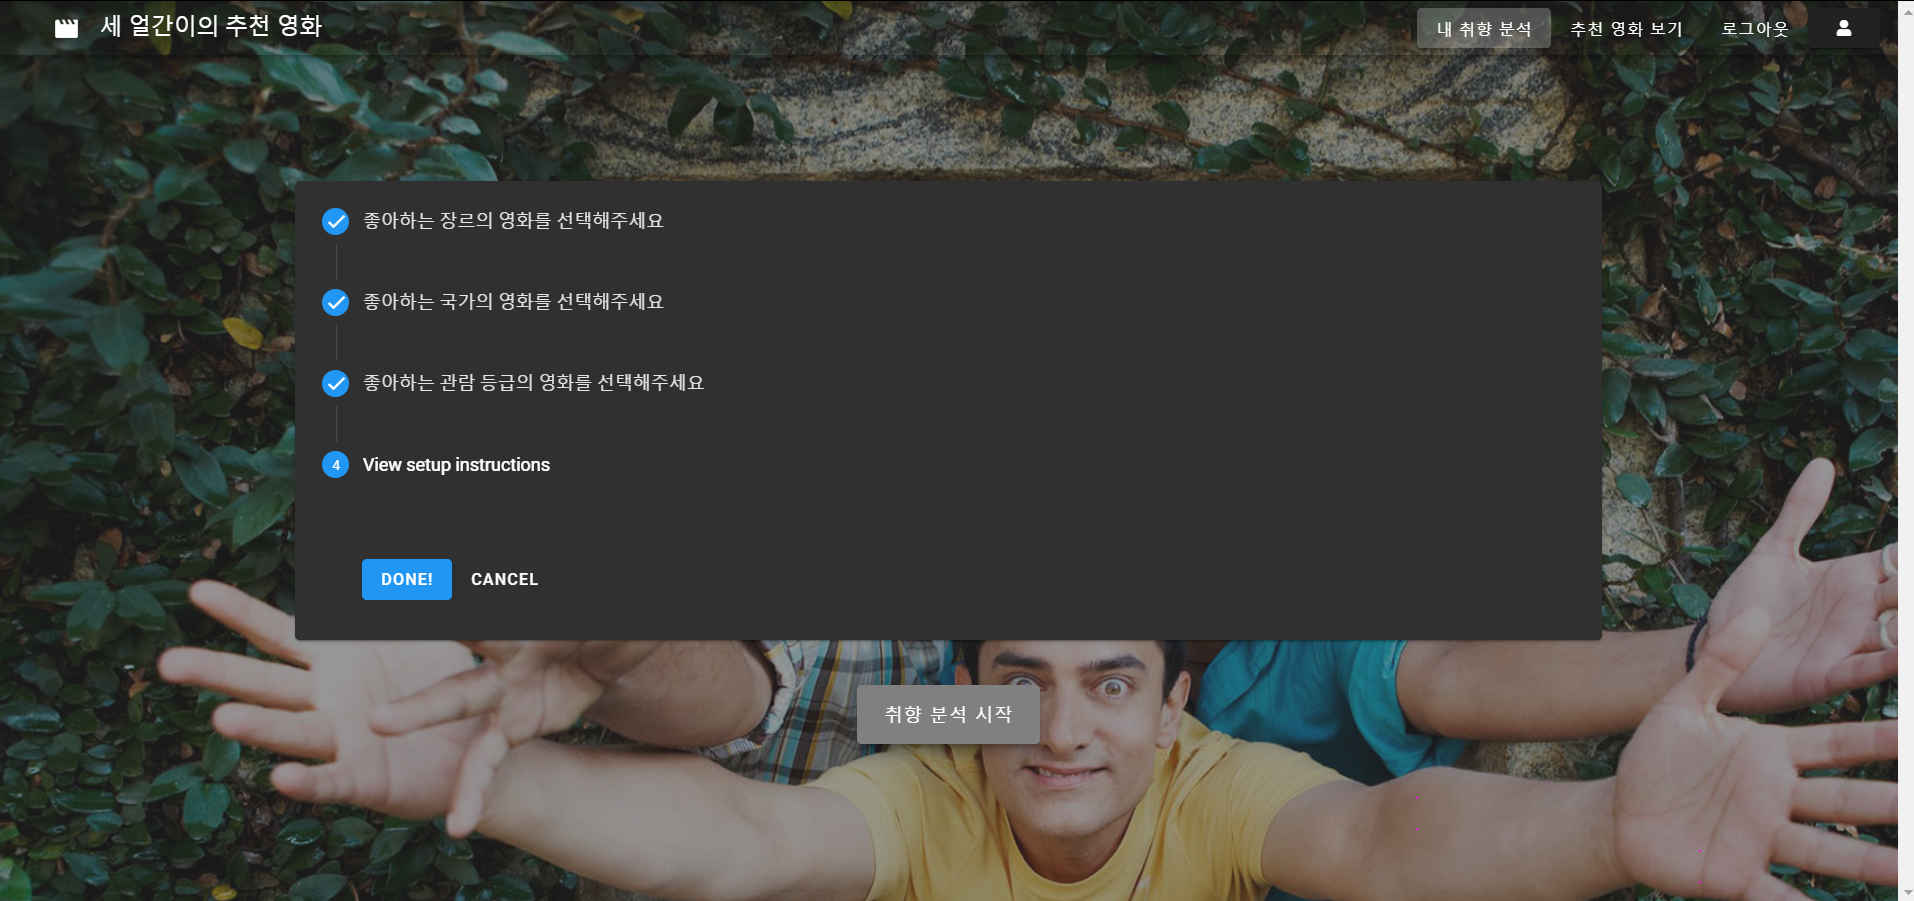 세 얼간이의 추천 영화
내 취향 분석
추천 영화 보기
로그아웃
좋아하는 장르의 영화를 선택해주세요
좋아하는 국가의 영화를 선택해주세요
좋아하는 관람 등급의 영화를 선택해주세요
4 View setup instructions
DONE! CANCEL
취향 분석 시작